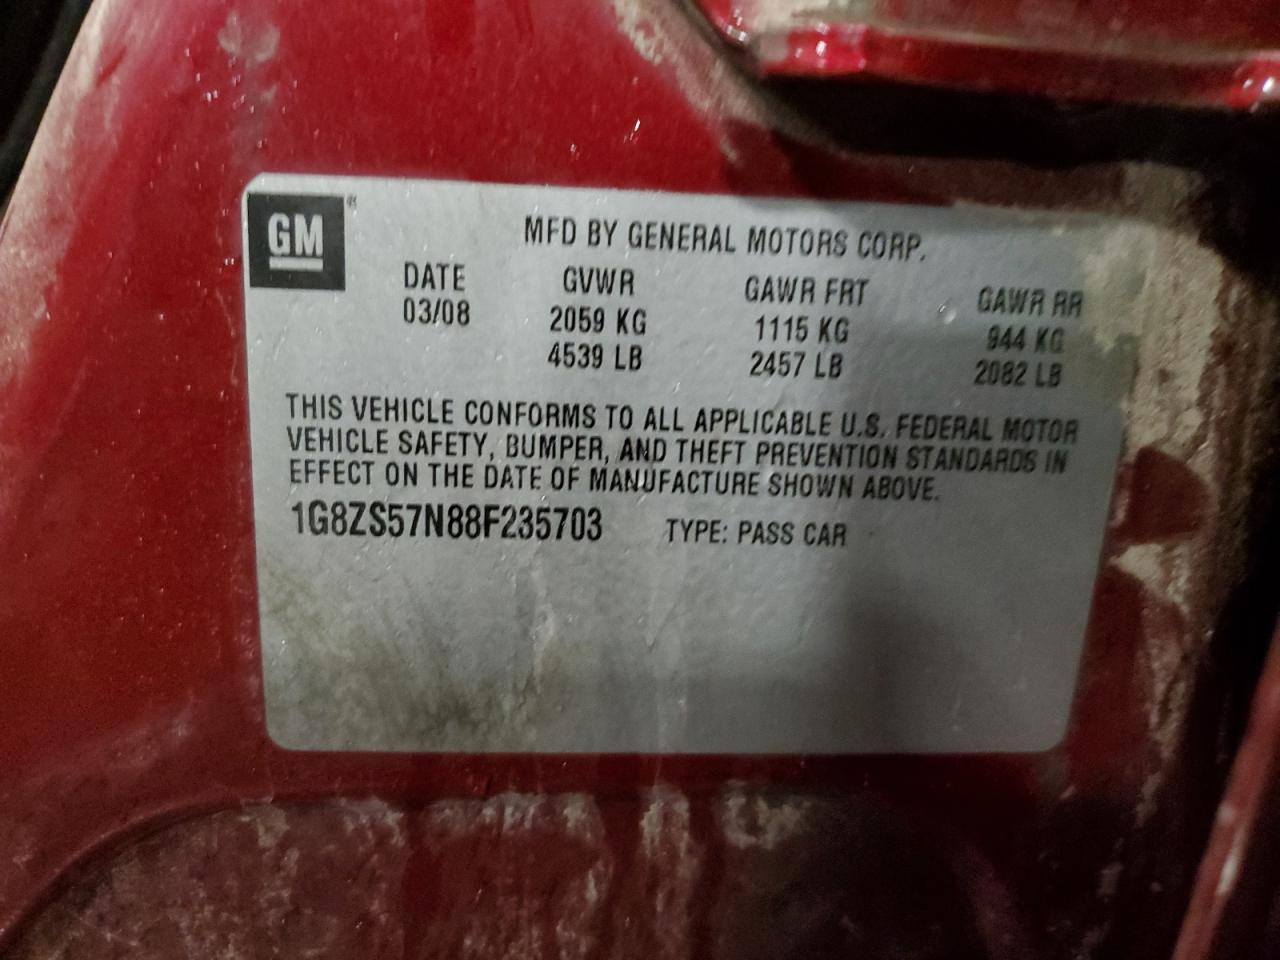 GM®
MFD BY GENERAL MOTORS CORP.
DATE GVWR GAWR FRT GAWR RR
03/08 2059 KG 1115 KG 944 KG
4539 LB 2457 LB 2082 LB
THIS VEHICLE CONFORMS TO ALL APPLICABLE U.S. FEDERAL MOTOR
VEHICLE SAFETY, BUMPER, AND THEFT PREVENTION STANDARDS IN
EFFECT ON THE DATE OF MANUFACTURE SHOWN ABOVE.
1G8ZS57N88F235703 TYPE: PASS CAR